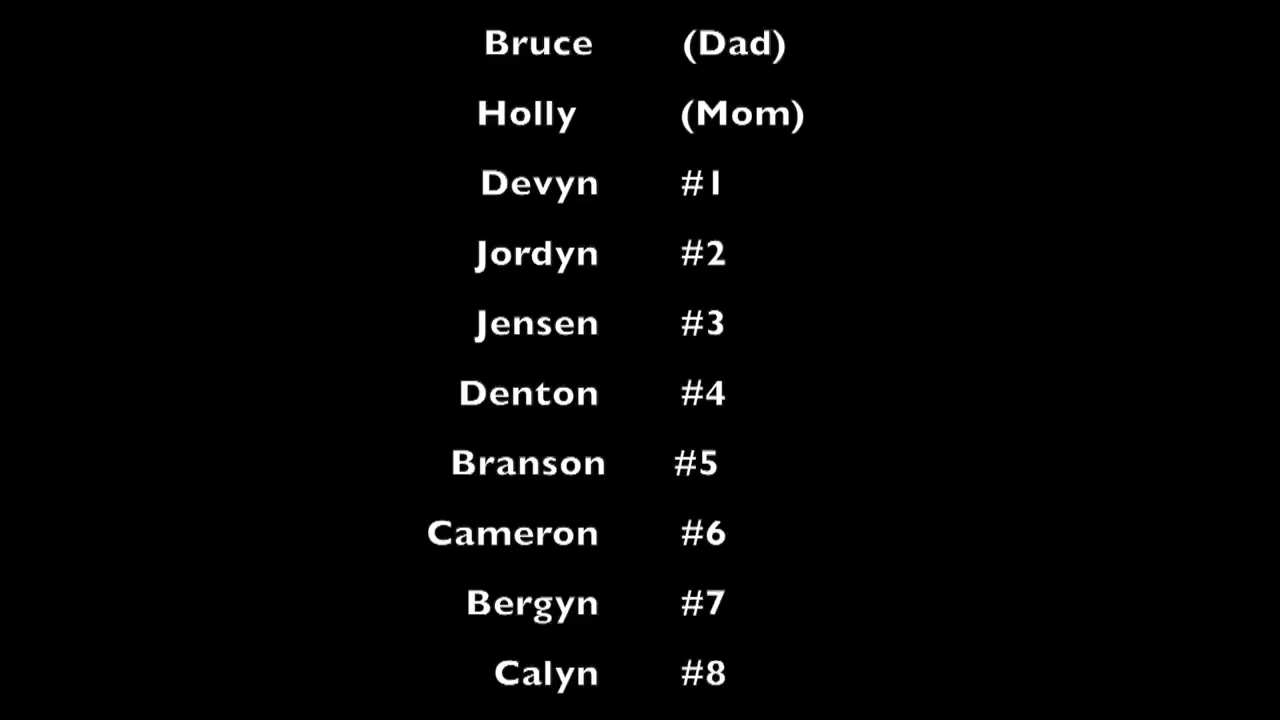 Bruce (Dad)
Holly (Mom)
Devyn #1
Jordyn #2
Jensen #3
Denton #4
Branson #5
Cameron #6
Bergyn #7
Calyn #8